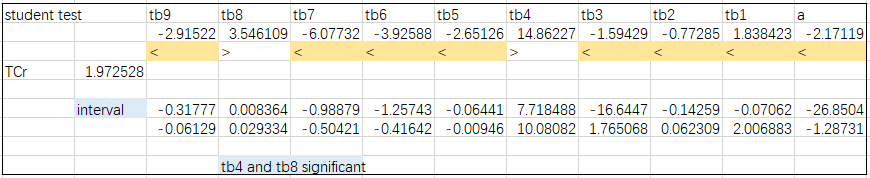 student test tb9 tb8 tb7 tb6 tb5 tb4 tb3 tb2 tb1 a
-2.91522 3.546109 -6.07732 -3.92588 -2.65126 14.86227 -1.59429 -0.77285 1.838423 -2.17119
< > < < < > < < < <
TCr 1.972528
interval -0.31777 0.008364 -0.98879 -1.25743 -0.06441 7.718488 -16.6447 -0.14259 -0.07062 -26.8504
-0.06129 0.029334 -0.50421 -0.41642 -0.00946 10.08082 1.765068 0.062309 2.006883 -1.28731
tb4 and tb8 significant